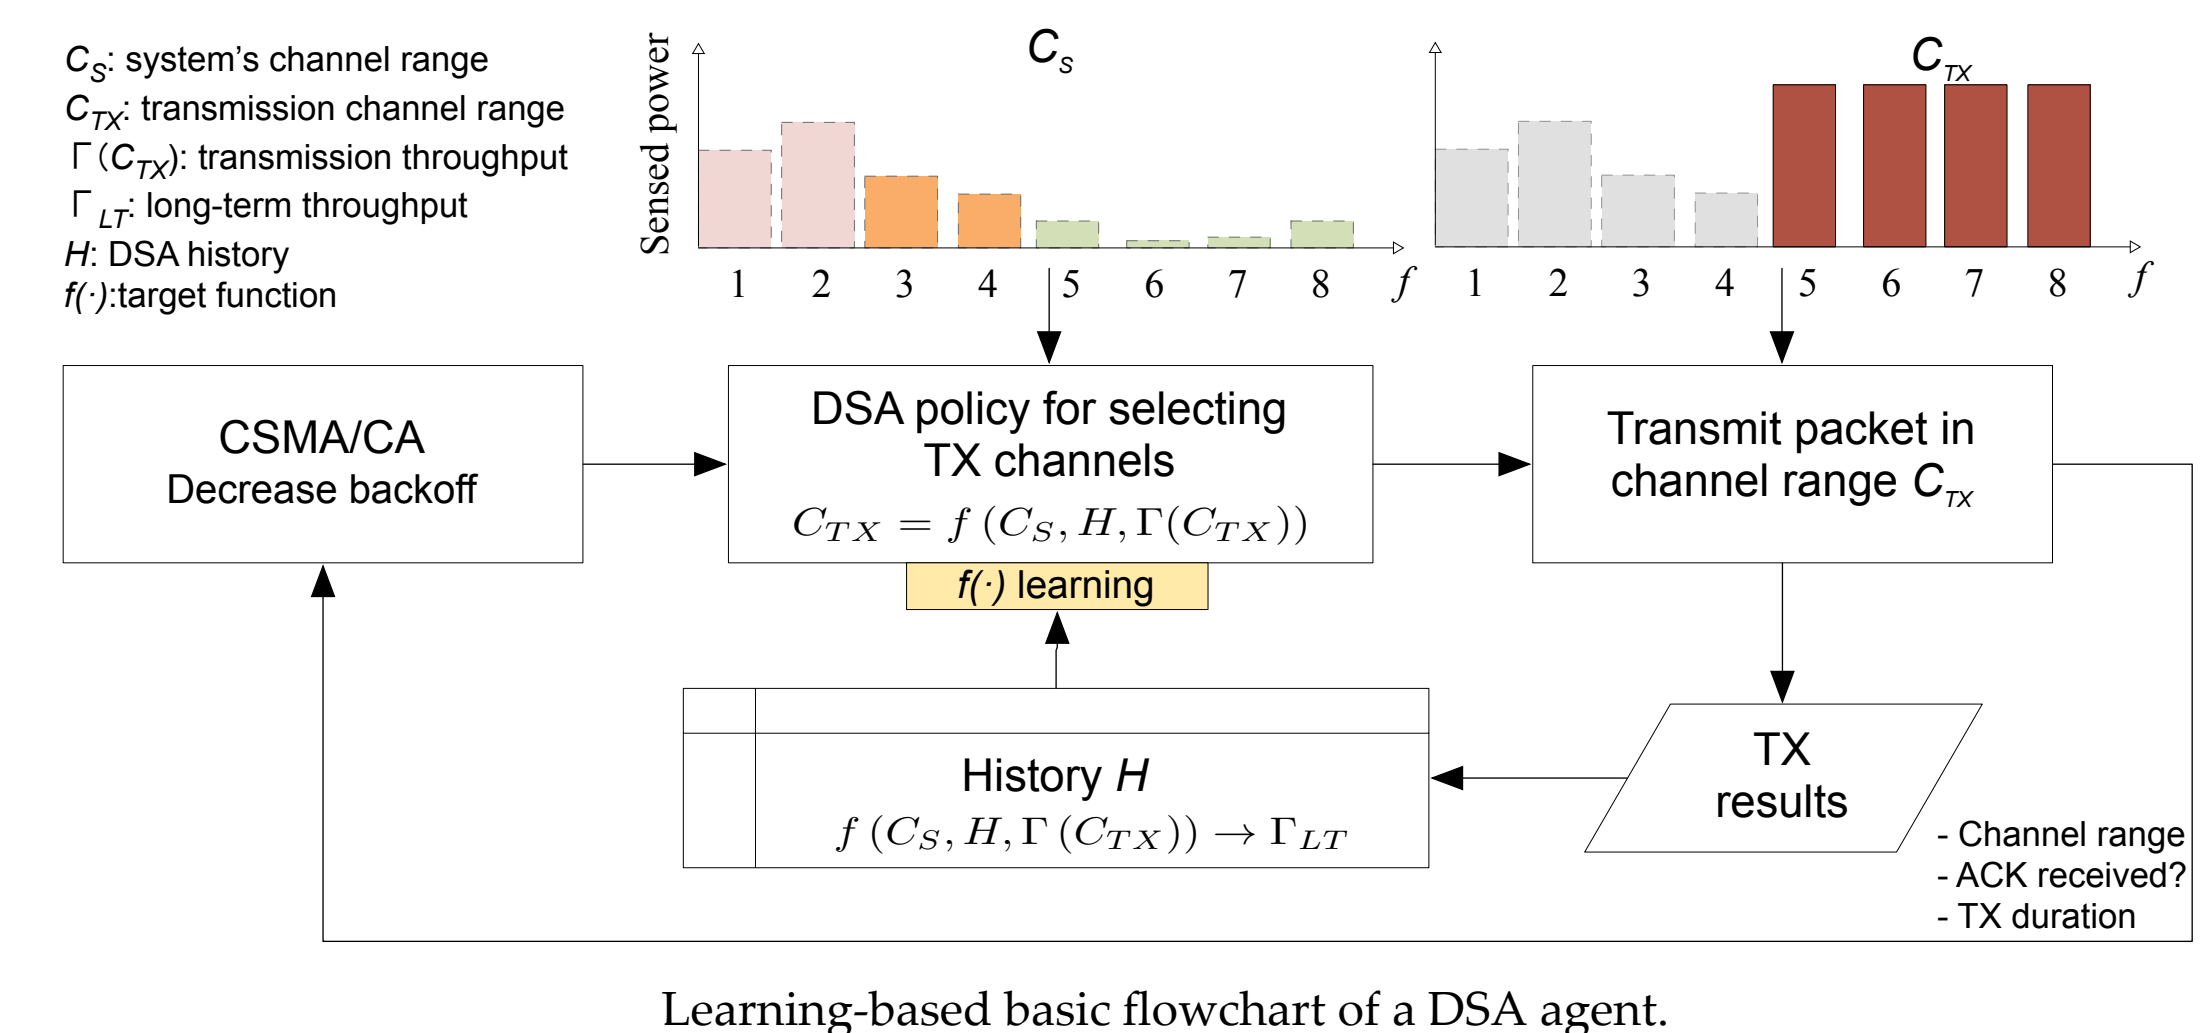 C_S: system's channel range
C_TX: transmission channel range
Γ(C_TX): transmission throughput
Γ_LT: long-term throughput
H: DSA history
f(·):target function
Sensed power
C_S
1 2 3 4 5 6 7 8 f
C_TX
1 2 3 4 5 6 7 8 f
CSMA/CA
Decrease backoff
DSA policy for selecting
TX channels
C_TX = f (C_S, H, Γ(C_TX))
f(·) learning
Transmit packet in
channel range C_TX
History H
f (C_S, H, Γ (C_TX)) → Γ_LT
TX
results
- Channel range
- ACK received?
- TX duration
Learning-based basic flowchart of a DSA agent.